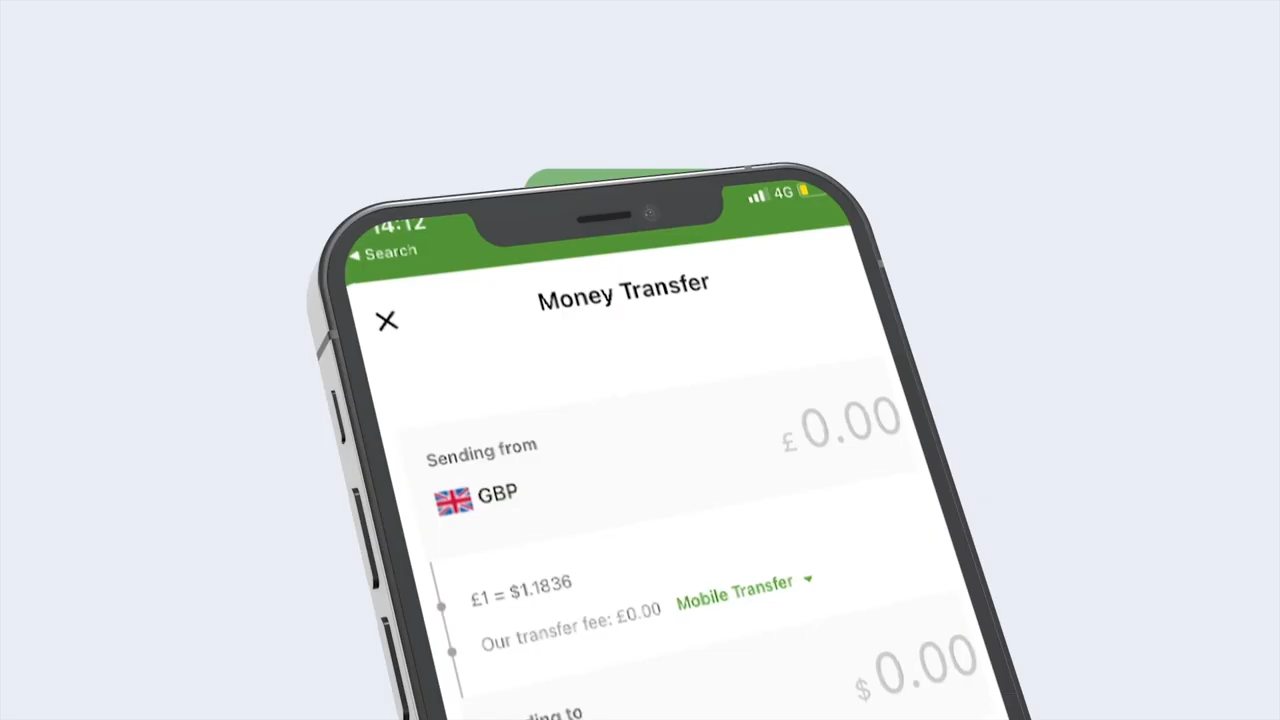 14:12
4G
◀ Search
Money Transfer
Sending from
£ 0.00
GBP
£1 = $1.1836
Our transfer fee: £0.00 Mobile Transfer
$ 0.00
to